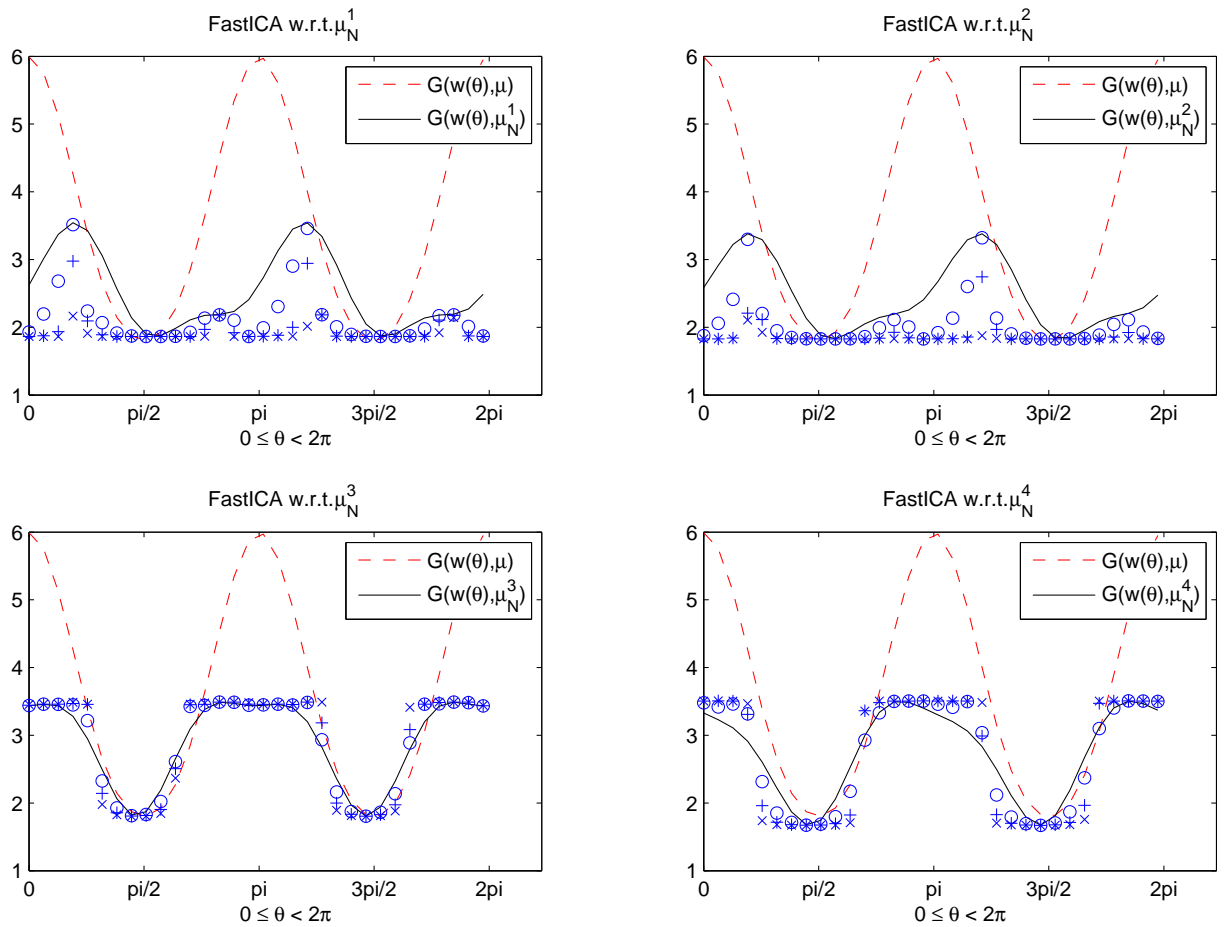 FastICA w.r.t.μ_N^1
6
5
4
3
2
1
G(w(θ),μ)
G(w(θ),μ_N^1)
0 pi/2 pi 3pi/2 2pi
0 ≤ θ < 2π
FastICA w.r.t.μ_N^2
6
5
4
3
2
1
G(w(θ),μ)
G(w(θ),μ_N^2)
0 pi/2 pi 3pi/2 2pi
0 ≤ θ < 2π
FastICA w.r.t.μ_N^3
6
5
4
3
2
1
G(w(θ),μ)
G(w(θ),μ_N^3)
0 pi/2 pi 3pi/2 2pi
0 ≤ θ < 2π
FastICA w.r.t.μ_N^4
6
5
4
3
2
1
G(w(θ),μ)
G(w(θ),μ_N^4)
0 pi/2 pi 3pi/2 2pi
0 ≤ θ < 2π